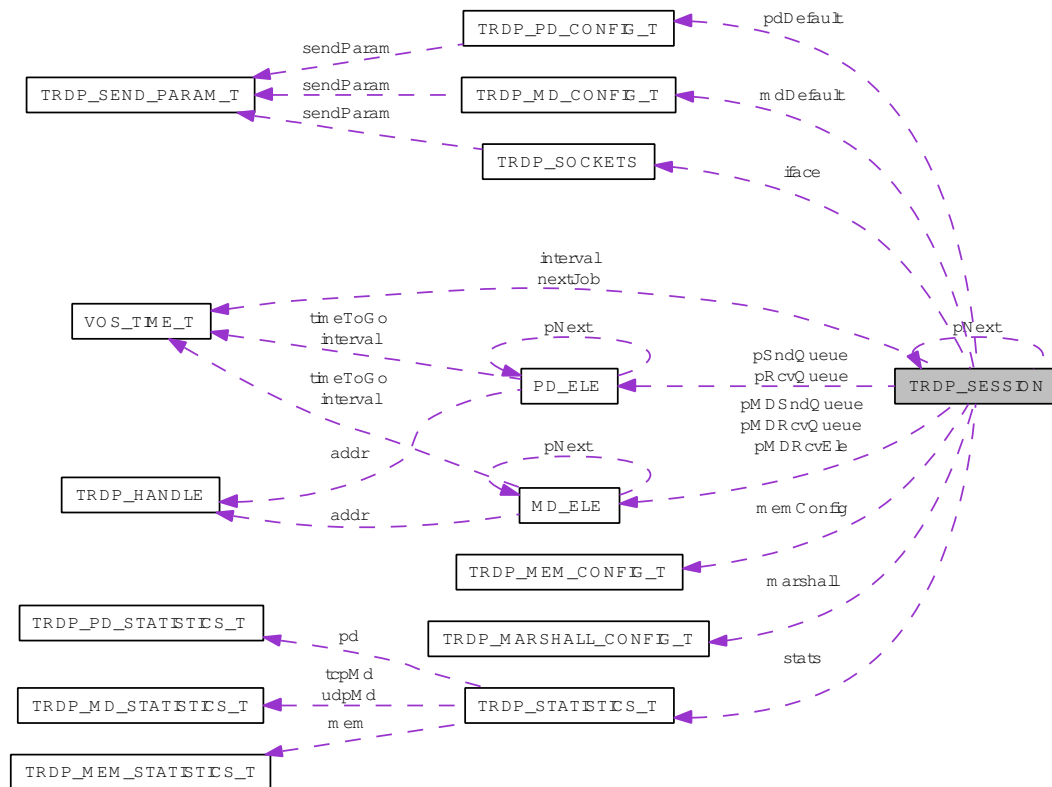 TRDP_PD_CONFIG_T
pdDefault
sendParam
TRDP_SEND_PARAM_T
sendParam
TRDP_MD_CONFIG_T
mdDefault
sendParam
TRDP_SOCKETS
iface
interval
nextJob
VOS_TIME_T
timeToGo
interval
pNext
pNext
pSndQueue
pRcvQueue
PD_ELE
TRDP_SESSION
timeToGo
interval
pMDSndQueue
pMDRcvQueue
pMDRcvEle
addr
pNext
TRDP_HANDLE
addr
MD_ELE
memConfig
TRDP_MEM_CONFIG_T
marshall
TRDP_PD_STATISTICS_T
TRDP_MARSHALL_CONFIG_T
pd
stats
tcpMd
udpMd
TRDP_MD_STATISTICS_T
TRDP_STATISTICS_T
mem
TRDP_MEM_STATISTICS_T